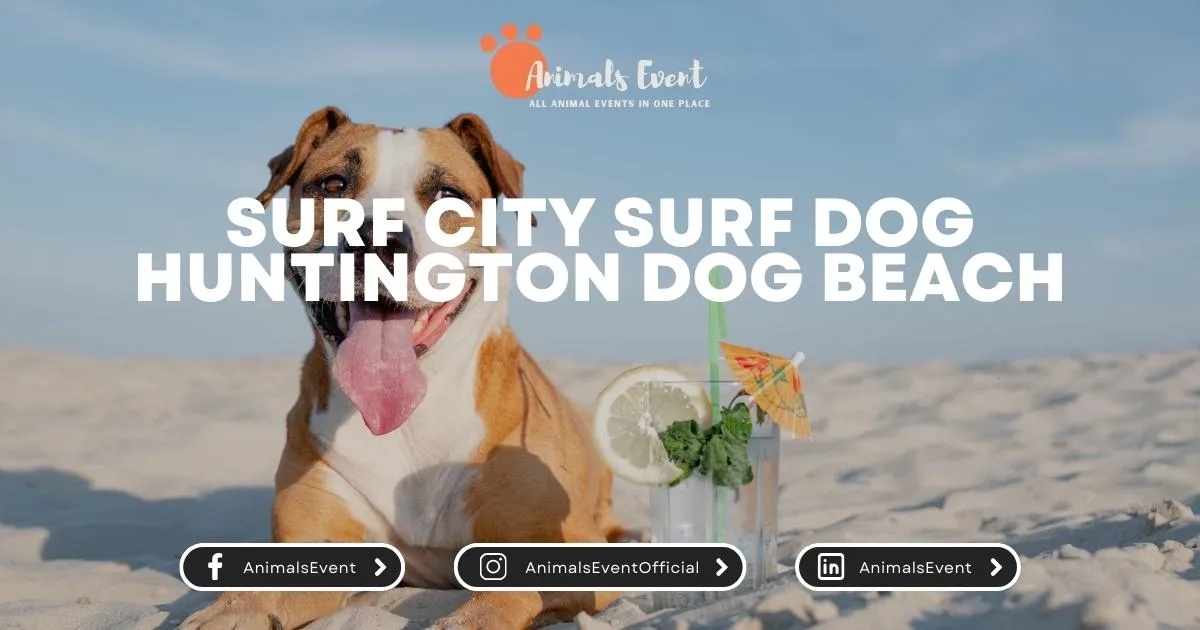 Animals Event
ALL ANIMAL EVENTS IN ONE PLACE
SURF CITY SURF DOG
HUNTINGTON DOG BEACH
AnimalsEvent
AnimalsEventOfficial
AnimalsEvent